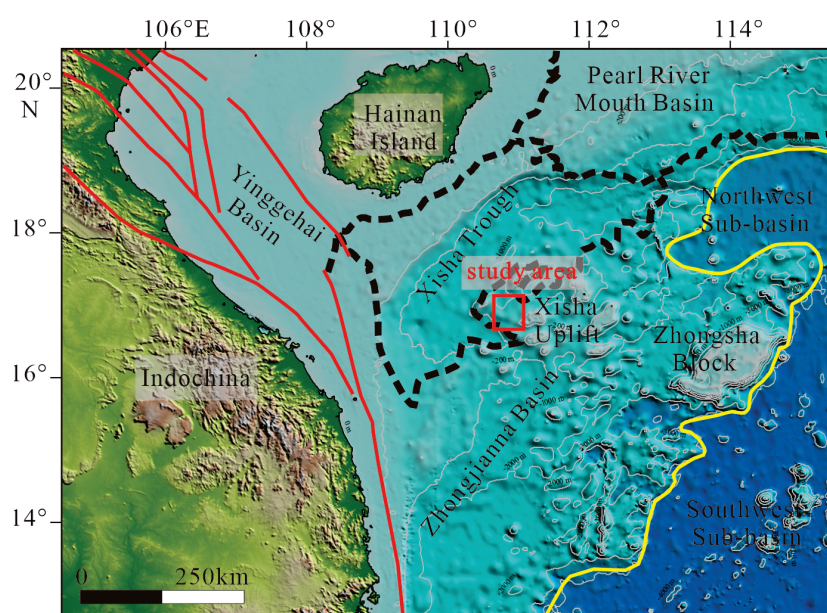 106°E 108° 110° 112° 114°
20°
N
18°
16°
14°
Hainan
Island
Pearl River
Mouth Basin
Yinggehai
Basin
Xisha Trough
Northwest
Sub-basin
study area
Xisha
Uplift
Zhongsha
Block
Indochina
Zhongjianna Basin
Southwest
Sub-basin
0 250km